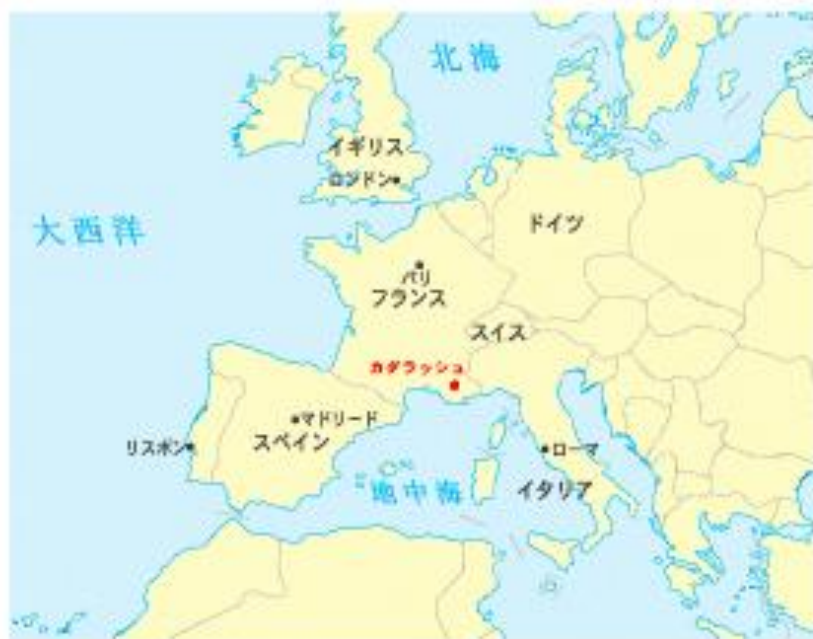 北海
イギリス
ロンドン
大西洋
ドイツ
パリ
フランス
スイス
カダラッシュ
マドリード
スペイン
リスボン
ローマ
地中海
イタリア